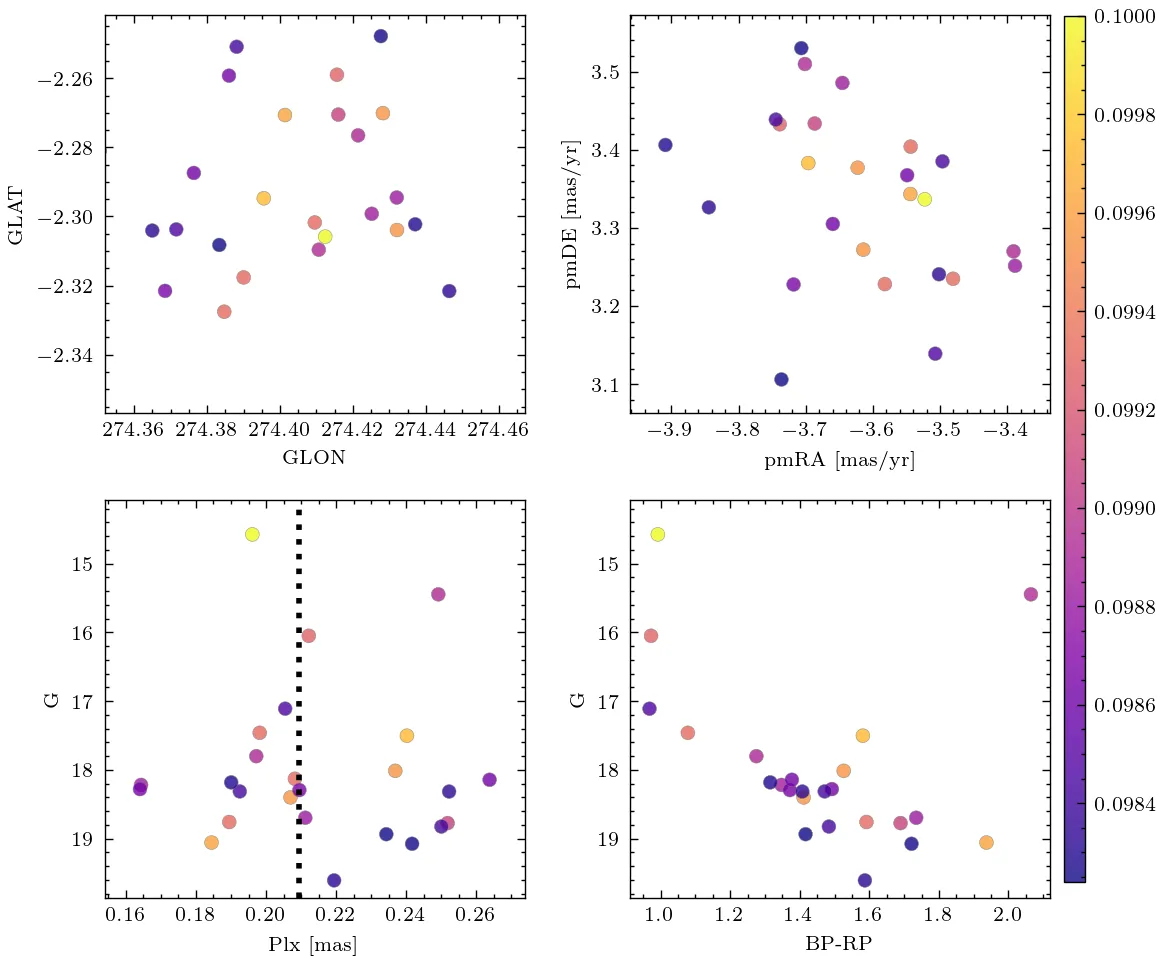 −2.26
−2.28
−2.30
−2.32
−2.34
GLAT
274.36 274.38 274.40 274.42 274.44 274.46
GLON
3.5
3.4
3.3
3.2
3.1
pmDE [mas/yr]
−3.9 −3.8 −3.7 −3.6 −3.5 −3.4
pmRA [mas/yr]
0.1000
0.0998
0.0996
0.0994
0.0992
0.0990
0.0988
0.0986
0.0984
15
16
17
18
19
G
0.16 0.18 0.20 0.22 0.24 0.26
Plx [mas]
15
16
17
18
19
G
1.0 1.2 1.4 1.6 1.8 2.0
BP-RP